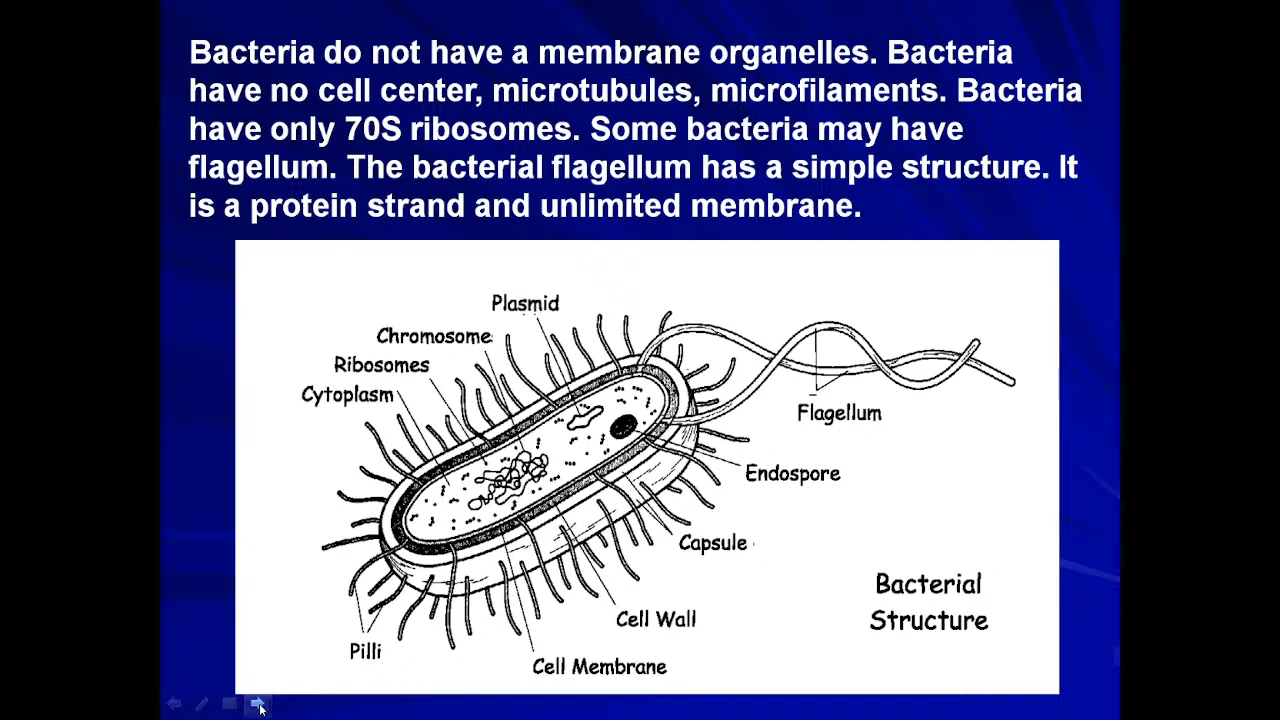 Bacteria do not have a membrane organelles. Bacteria
have no cell center, microtubules, microfilaments. Bacteria
have only 70S ribosomes. Some bacteria may have
flagellum. The bacterial flagellum has a simple structure. It
is a protein strand and unlimited membrane.
Plasmid
Chromosome
Ribosomes
Cytoplasm
Flagellum
Endospore
Capsule
Bacterial
Structure
Cell Wall
Pilli
Cell Membrane